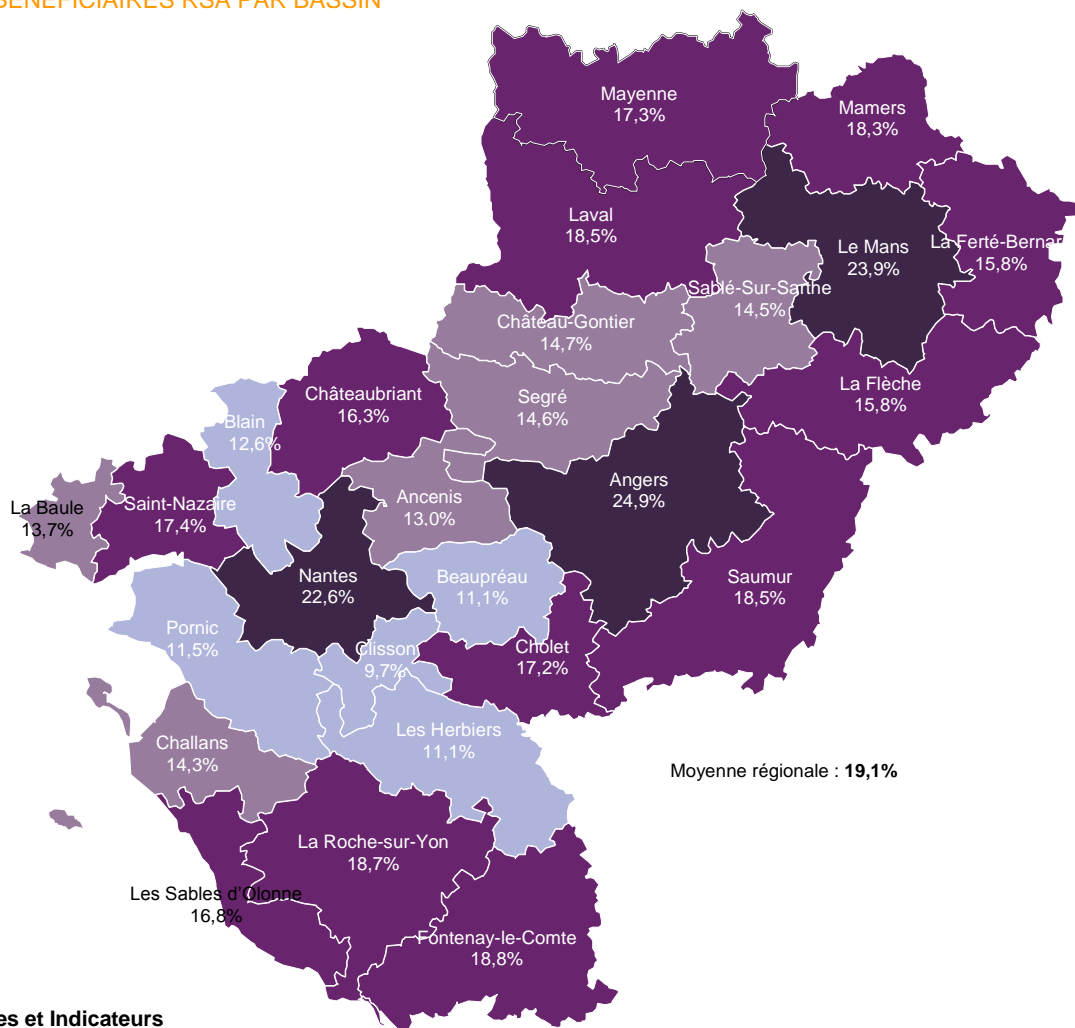 BÉNÉFICIAIRES RSA PAR BASSIN
Mayenne
17,3%
Mamers
18,3%
Laval
18,5%
Le Mans
23,9%
La Ferté-Bernar
15,8%
Sablé-Sur-Sarthe
14,5%
Château-Gontier
14,7%
La Flèche
15,8%
Châteaubriant
16,3%
Segré
14,6%
Blain
12,6%
Angers
24,9%
Ancenis
13.0%
La Baule
13,7%
Saint-Nazaire
17,4%
Nantes
22,6%
Beaupréau
11,1%
Saumur
18,5%
Pornic
11,5%
Clisson
9,7%
Cholet
17,2%
Les Herbiers
11,1%
Challans
14,3%
Moyenne régionale : 19,1%
La Roche-sur-Yon
18,7%
Les Sables d'Olonne
16,8%
Fontenay-le-Comte
18,8%
es et Indicateurs